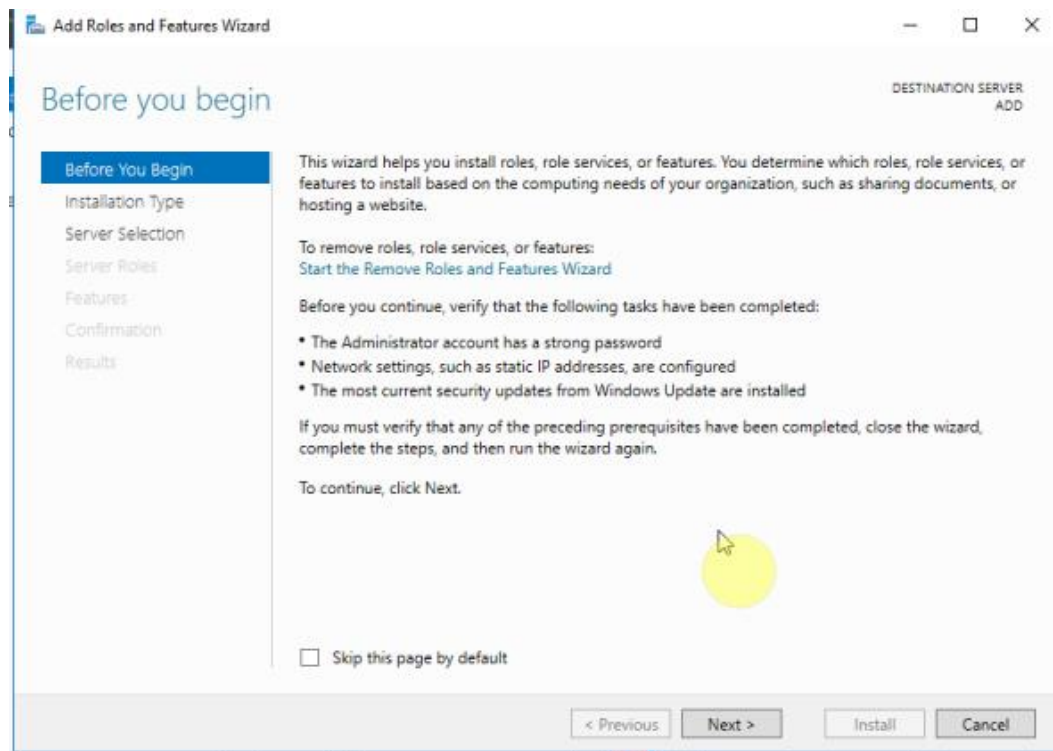 Add Roles and Features Wizard
Before you begin
DESTINATION SERVER
ADD
Before You Begin
Installation Type
Server Selection
Server Roles
Features
Confirmation
Results
This wizard helps you install roles, role services, or features. You determine which roles, role services, or
features to install based on the computing needs of your organization, such as sharing documents, or
hosting a website.
To remove roles, role services, or features:
Start the Remove Roles and Features Wizard
Before you continue, verify that the following tasks have been completed:
• The Administrator account has a strong password
• Network settings, such as static IP addresses, are configured
• The most current security updates from Windows Update are installed
If you must verify that any of the preceding prerequisites have been completed, close the wizard,
complete the steps, and then run the wizard again.
To continue, click Next.
Skip this page by default
< Previous
Next >
Install
Cancel